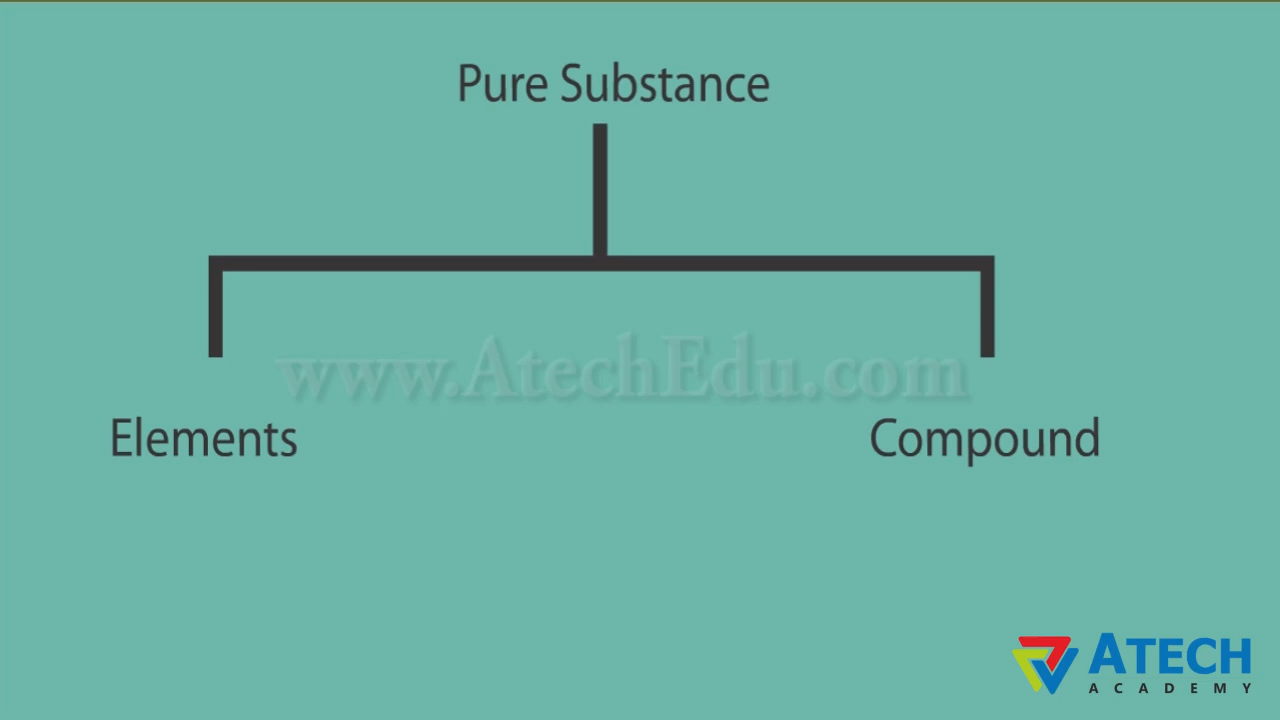 Pure Substance
www.AtechEdu.com
Elements
Compound
ATECH
ACADEMY